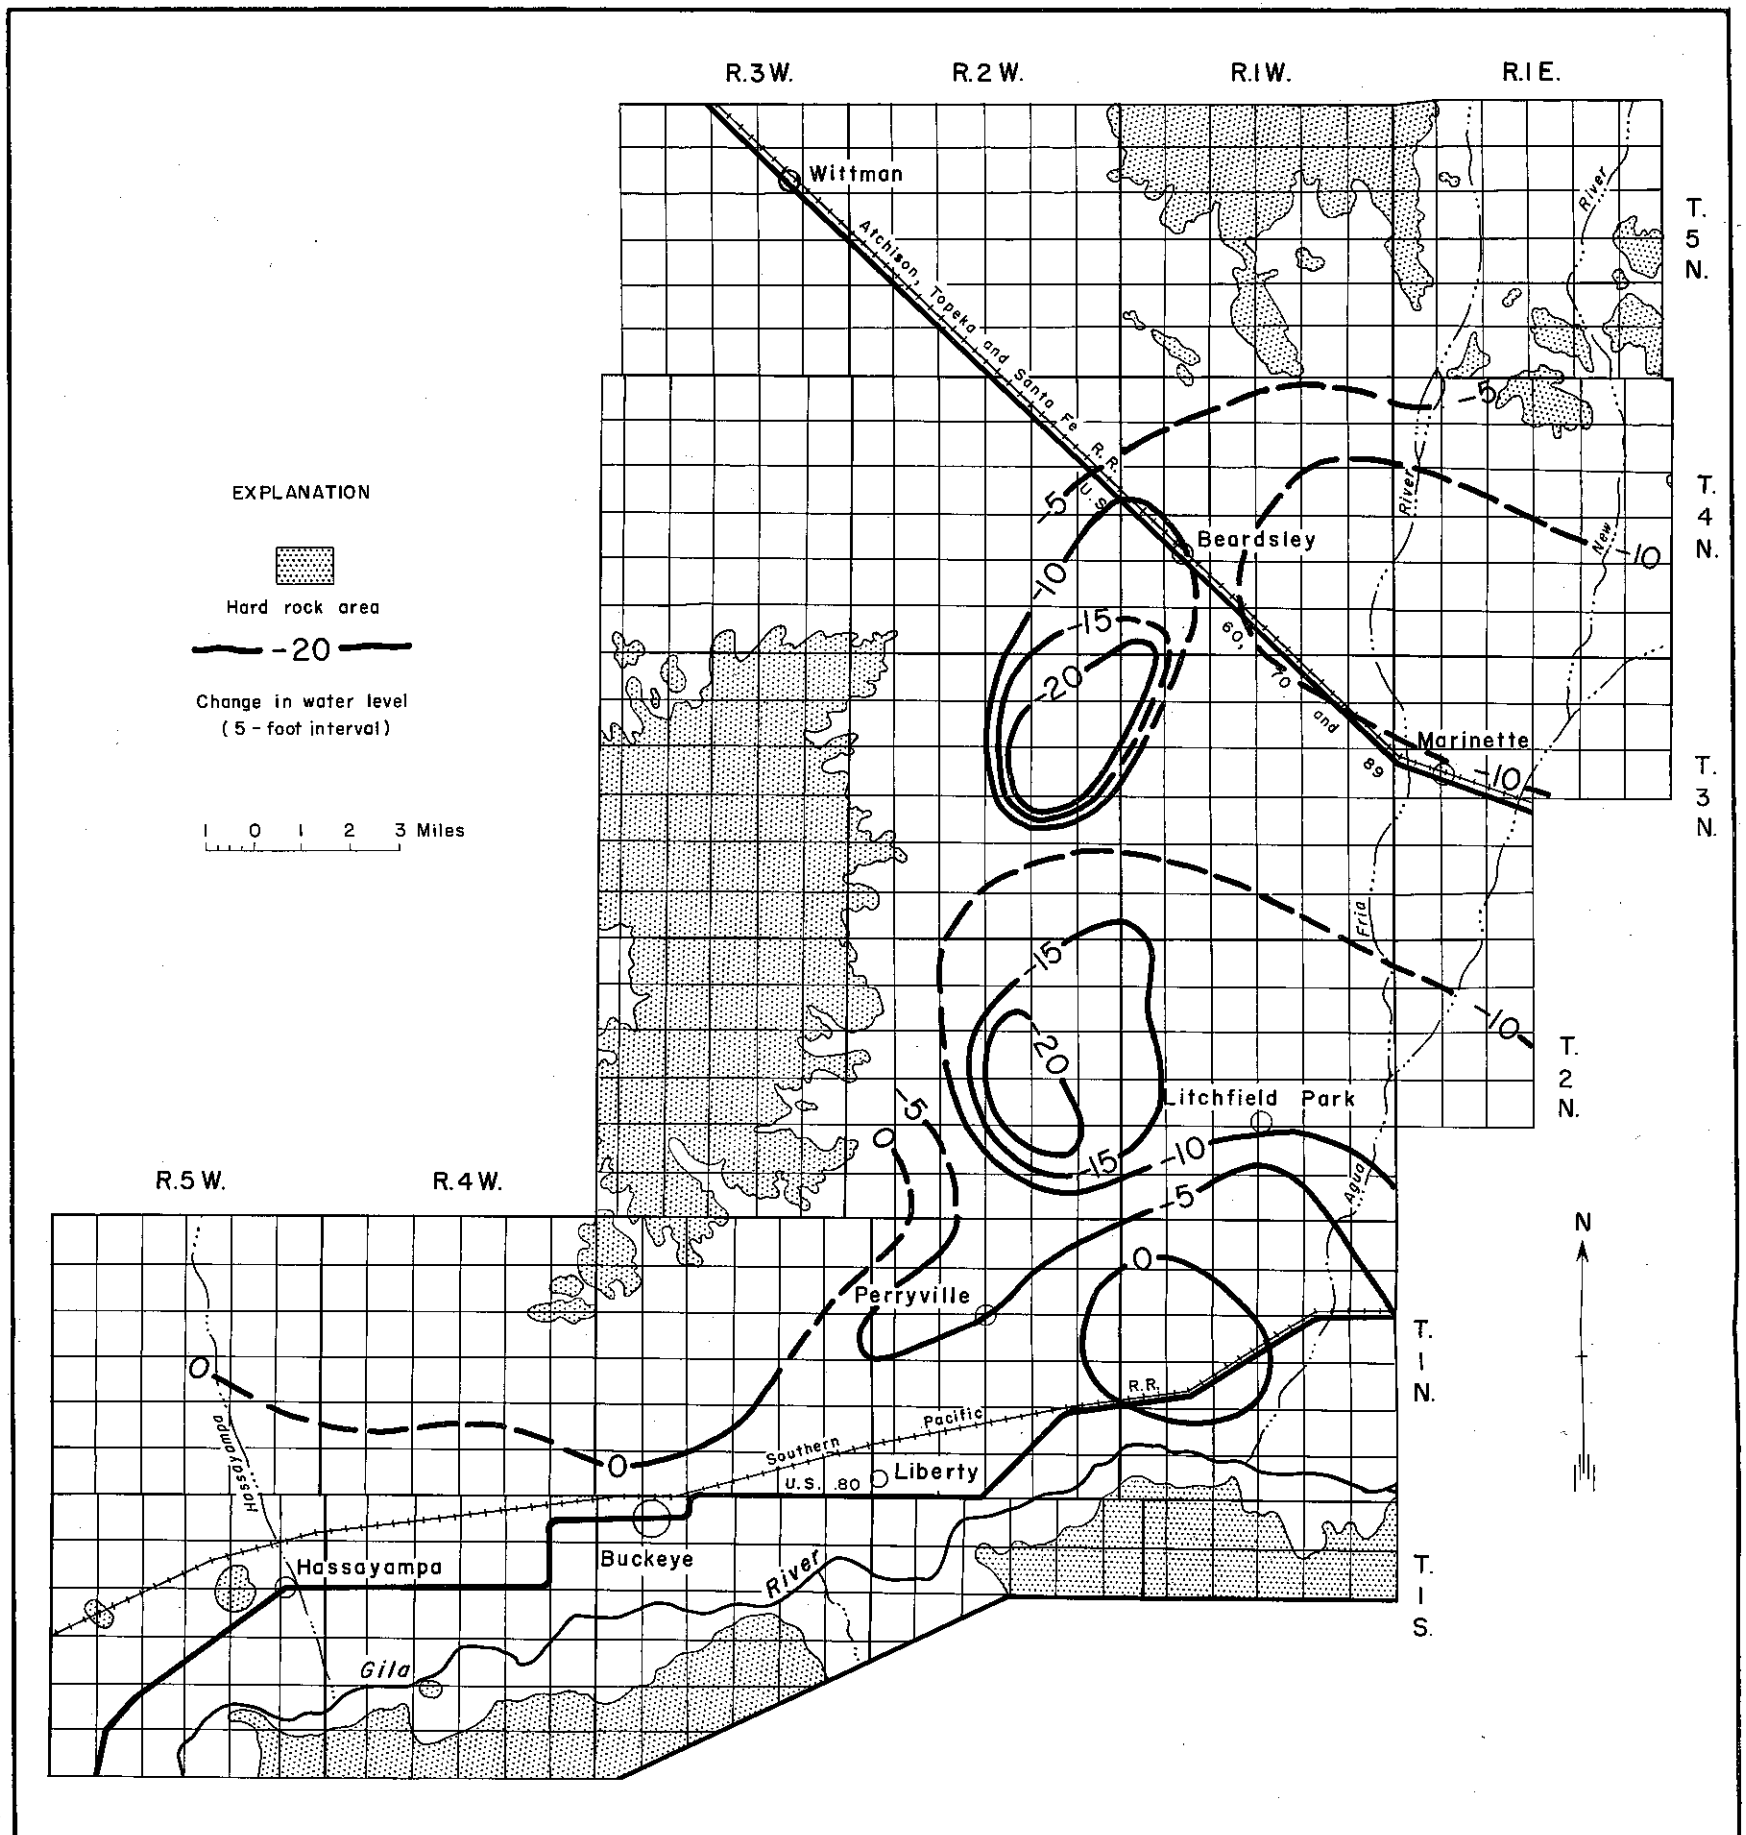 R.3W. R.2W. R.1W. R.1E.
Wittman
River
T.
5
N.
Atchison, Topeka and Santa Fe R.R.
-5
EXPLANATION
River
T.
4
N.
-5
U.S.
Beardsley
New
-10
-10
Hard rock area
-15
60, 70 and 89
-20
-20
Change in water level
(5-foot interval)
Marinette
-10
T.
3
N.
1 0 1 2 3 Miles
Fria
-15
-10
-20
T.
2
N.
Litchfield Park
-5
0
-15
-10
R.5W. R.4W.
Agua
-5
N
0
Perryville
T.
1
N.
0
R.R.
Pacific
Hassayampa
Southern
0
Liberty
U.S. 80
Hassayampa
Buckeye
River
T.
1
S.
Gila